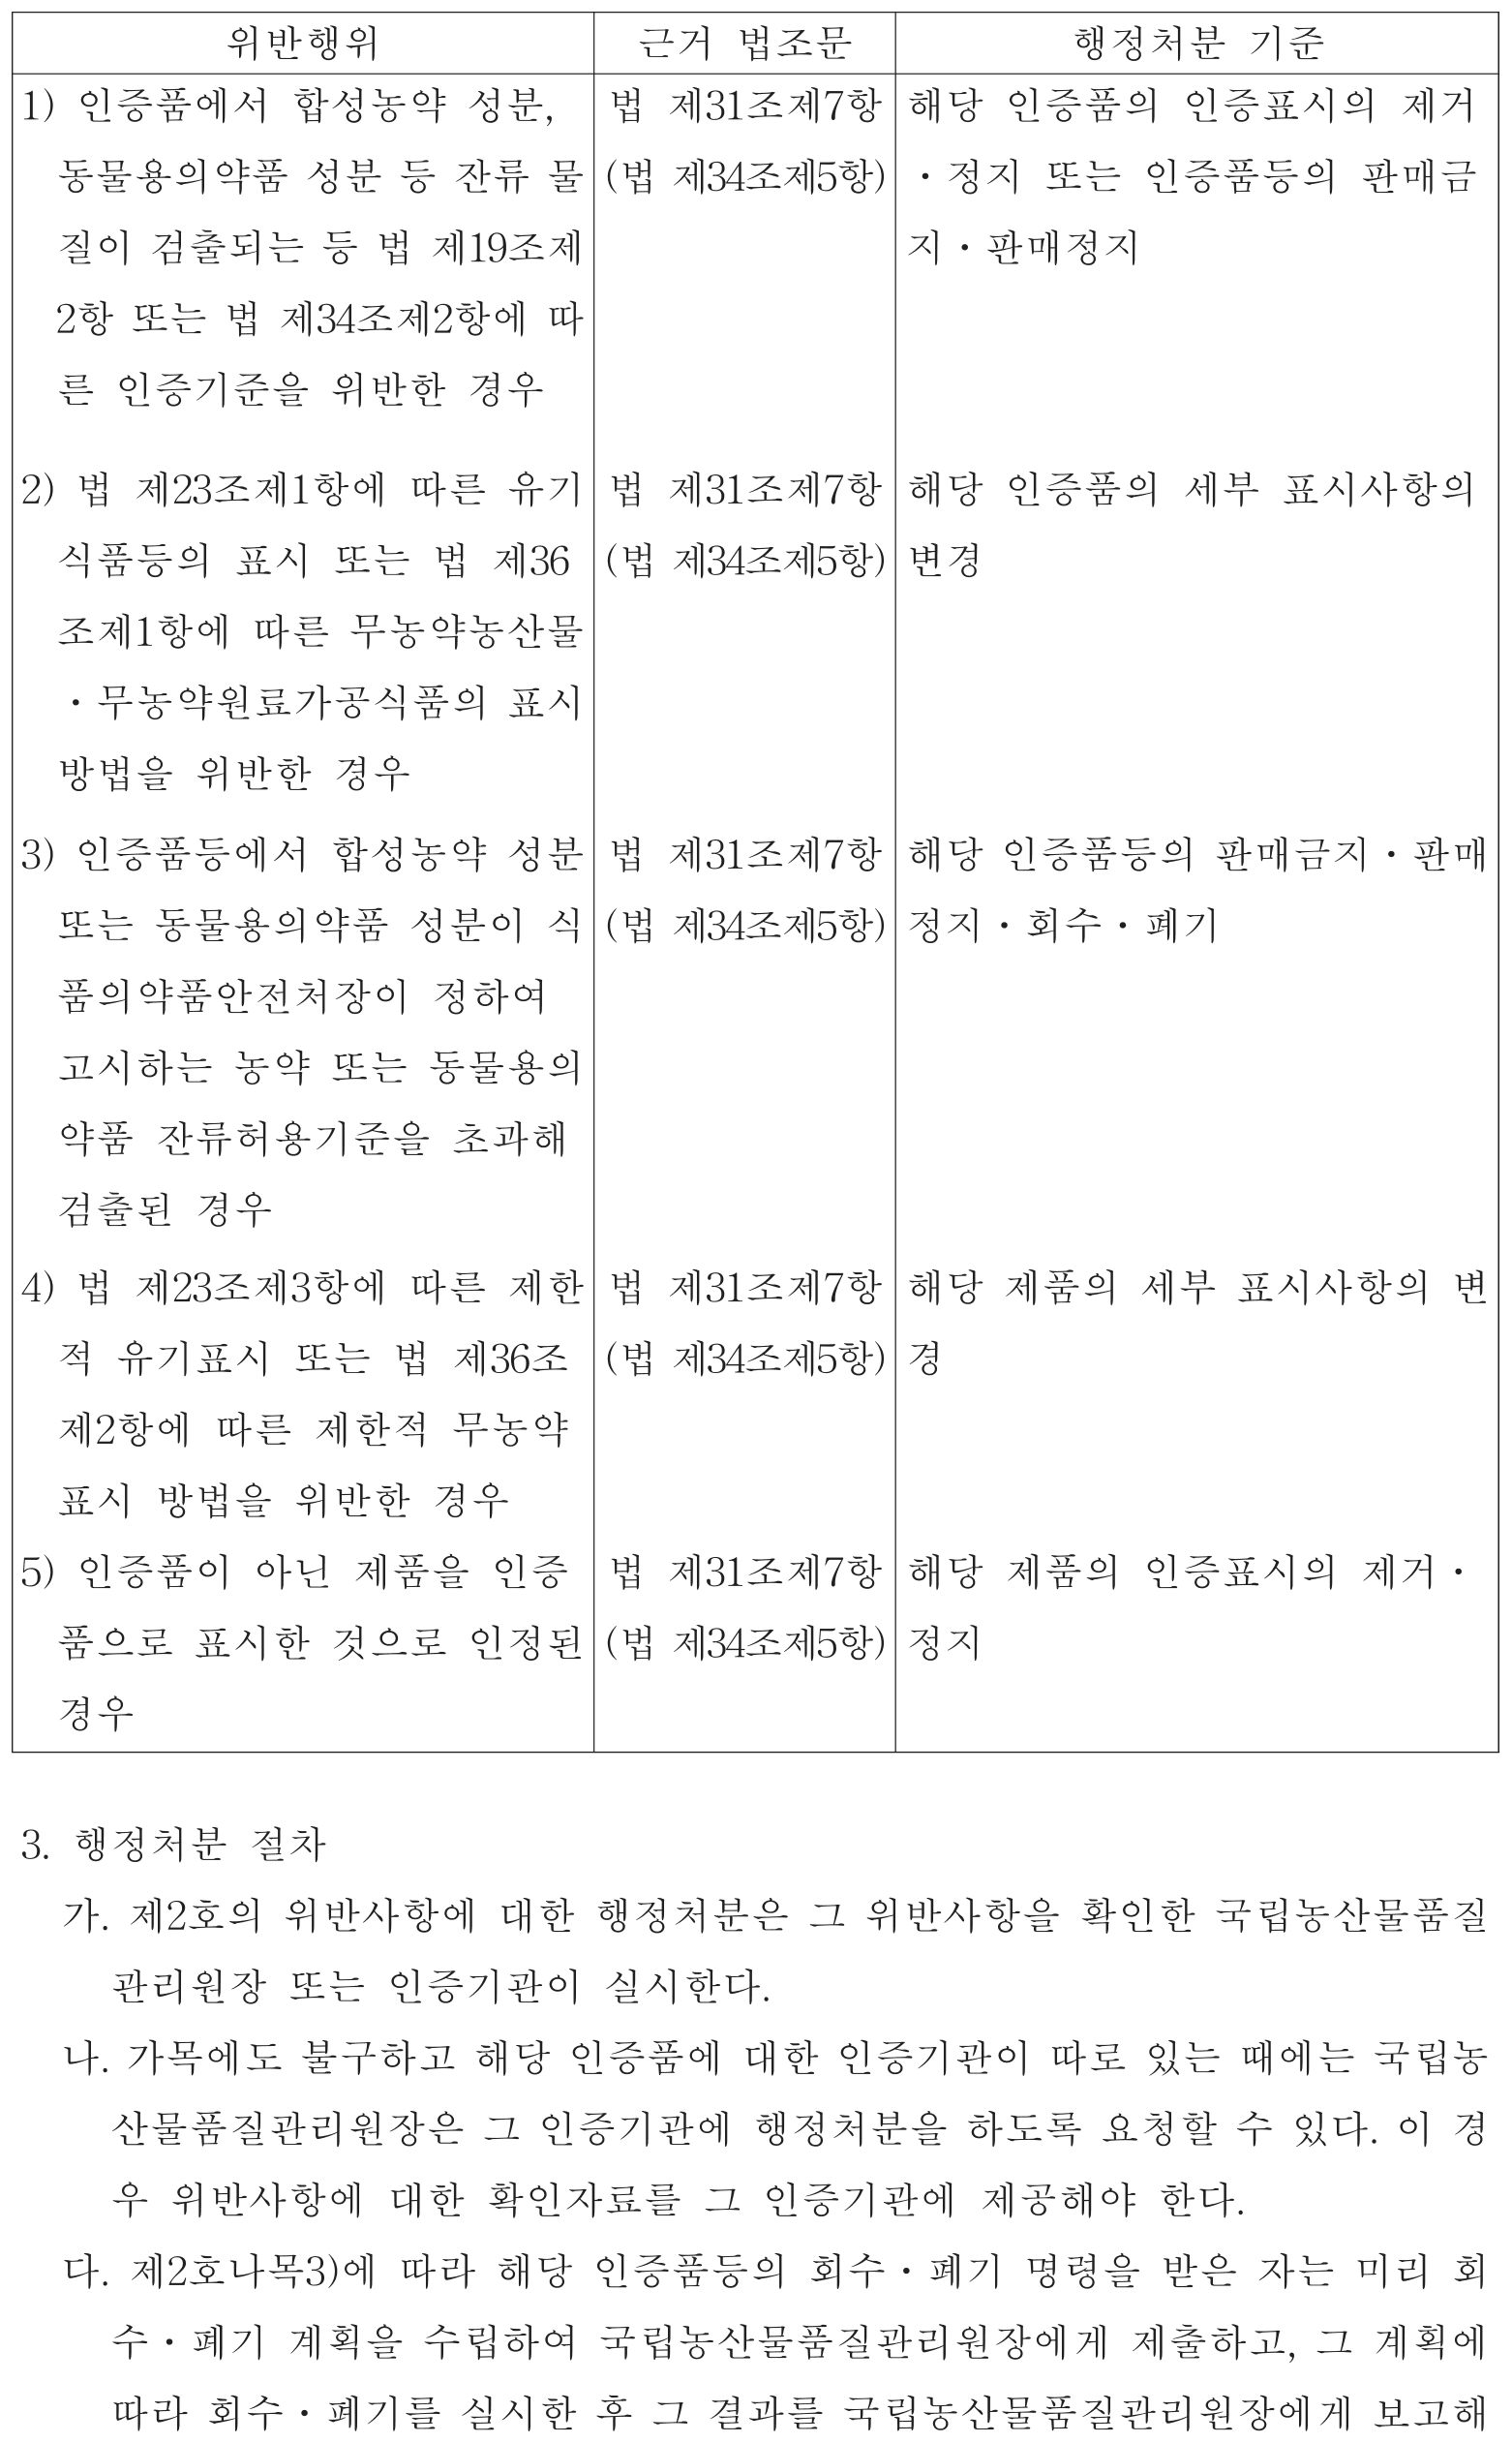 위반행위 근거 법조문 행정처분 기준
1) 인증품에서 합성농약 성분, 법 제31조제7항 해당 인증품의 인증표시의 제거
동물용의약품 성분 등 잔류 물 (법 제34조제5항) ・정지 또는 인증품등의 판매금
질이 검출되는 등 법 제19조제 지・판매정지
2항 또는 법 제34조제2항에 따
른 인증기준을 위반한 경우
2) 법 제23조제1항에 따른 유기 법 제31조제7항 해당 인증품의 세부 표시사항의
식품등의 표시 또는 법 제36 (법 제34조제5항) 변경
조제1항에 따른 무농약농산물
・무농약원료가공식품의 표시
방법을 위반한 경우
3) 인증품등에서 합성농약 성분 법 제31조제7항 해당 인증품등의 판매금지・판매
또는 동물용의약품 성분이 식 (법 제34조제5항) 정지・회수・폐기
품의약품안전처장이 정하여
고시하는 농약 또는 동물용의
약품 잔류허용기준을 초과해
검출된 경우
4) 법 제23조제3항에 따른 제한 법 제31조제7항 해당 제품의 세부 표시사항의 변
적 유기표시 또는 법 제36조 (법 제34조제5항) 경
제2항에 따른 제한적 무농약
표시 방법을 위반한 경우
5) 인증품이 아닌 제품을 인증 법 제31조제7항 해당 제품의 인증표시의 제거・
품으로 표시한 것으로 인정된 (법 제34조제5항) 정지
경우
3. 행정처분 절차
가. 제2호의 위반사항에 대한 행정처분은 그 위반사항을 확인한 국립농산물품질
관리원장 또는 인증기관이 실시한다.
나. 가목에도 불구하고 해당 인증품에 대한 인증기관이 따로 있는 때에는 국립농
산물품질관리원장은 그 인증기관에 행정처분을 하도록 요청할 수 있다. 이 경
우 위반사항에 대한 확인자료를 그 인증기관에 제공해야 한다.
다. 제2호나목3)에 따라 해당 인증품등의 회수・폐기 명령을 받은 자는 미리 회
수・폐기 계획을 수립하여 국립농산물품질관리원장에게 제출하고, 그 계획에
따라 회수・폐기를 실시한 후 그 결과를 국립농산물품질관리원장에게 보고해